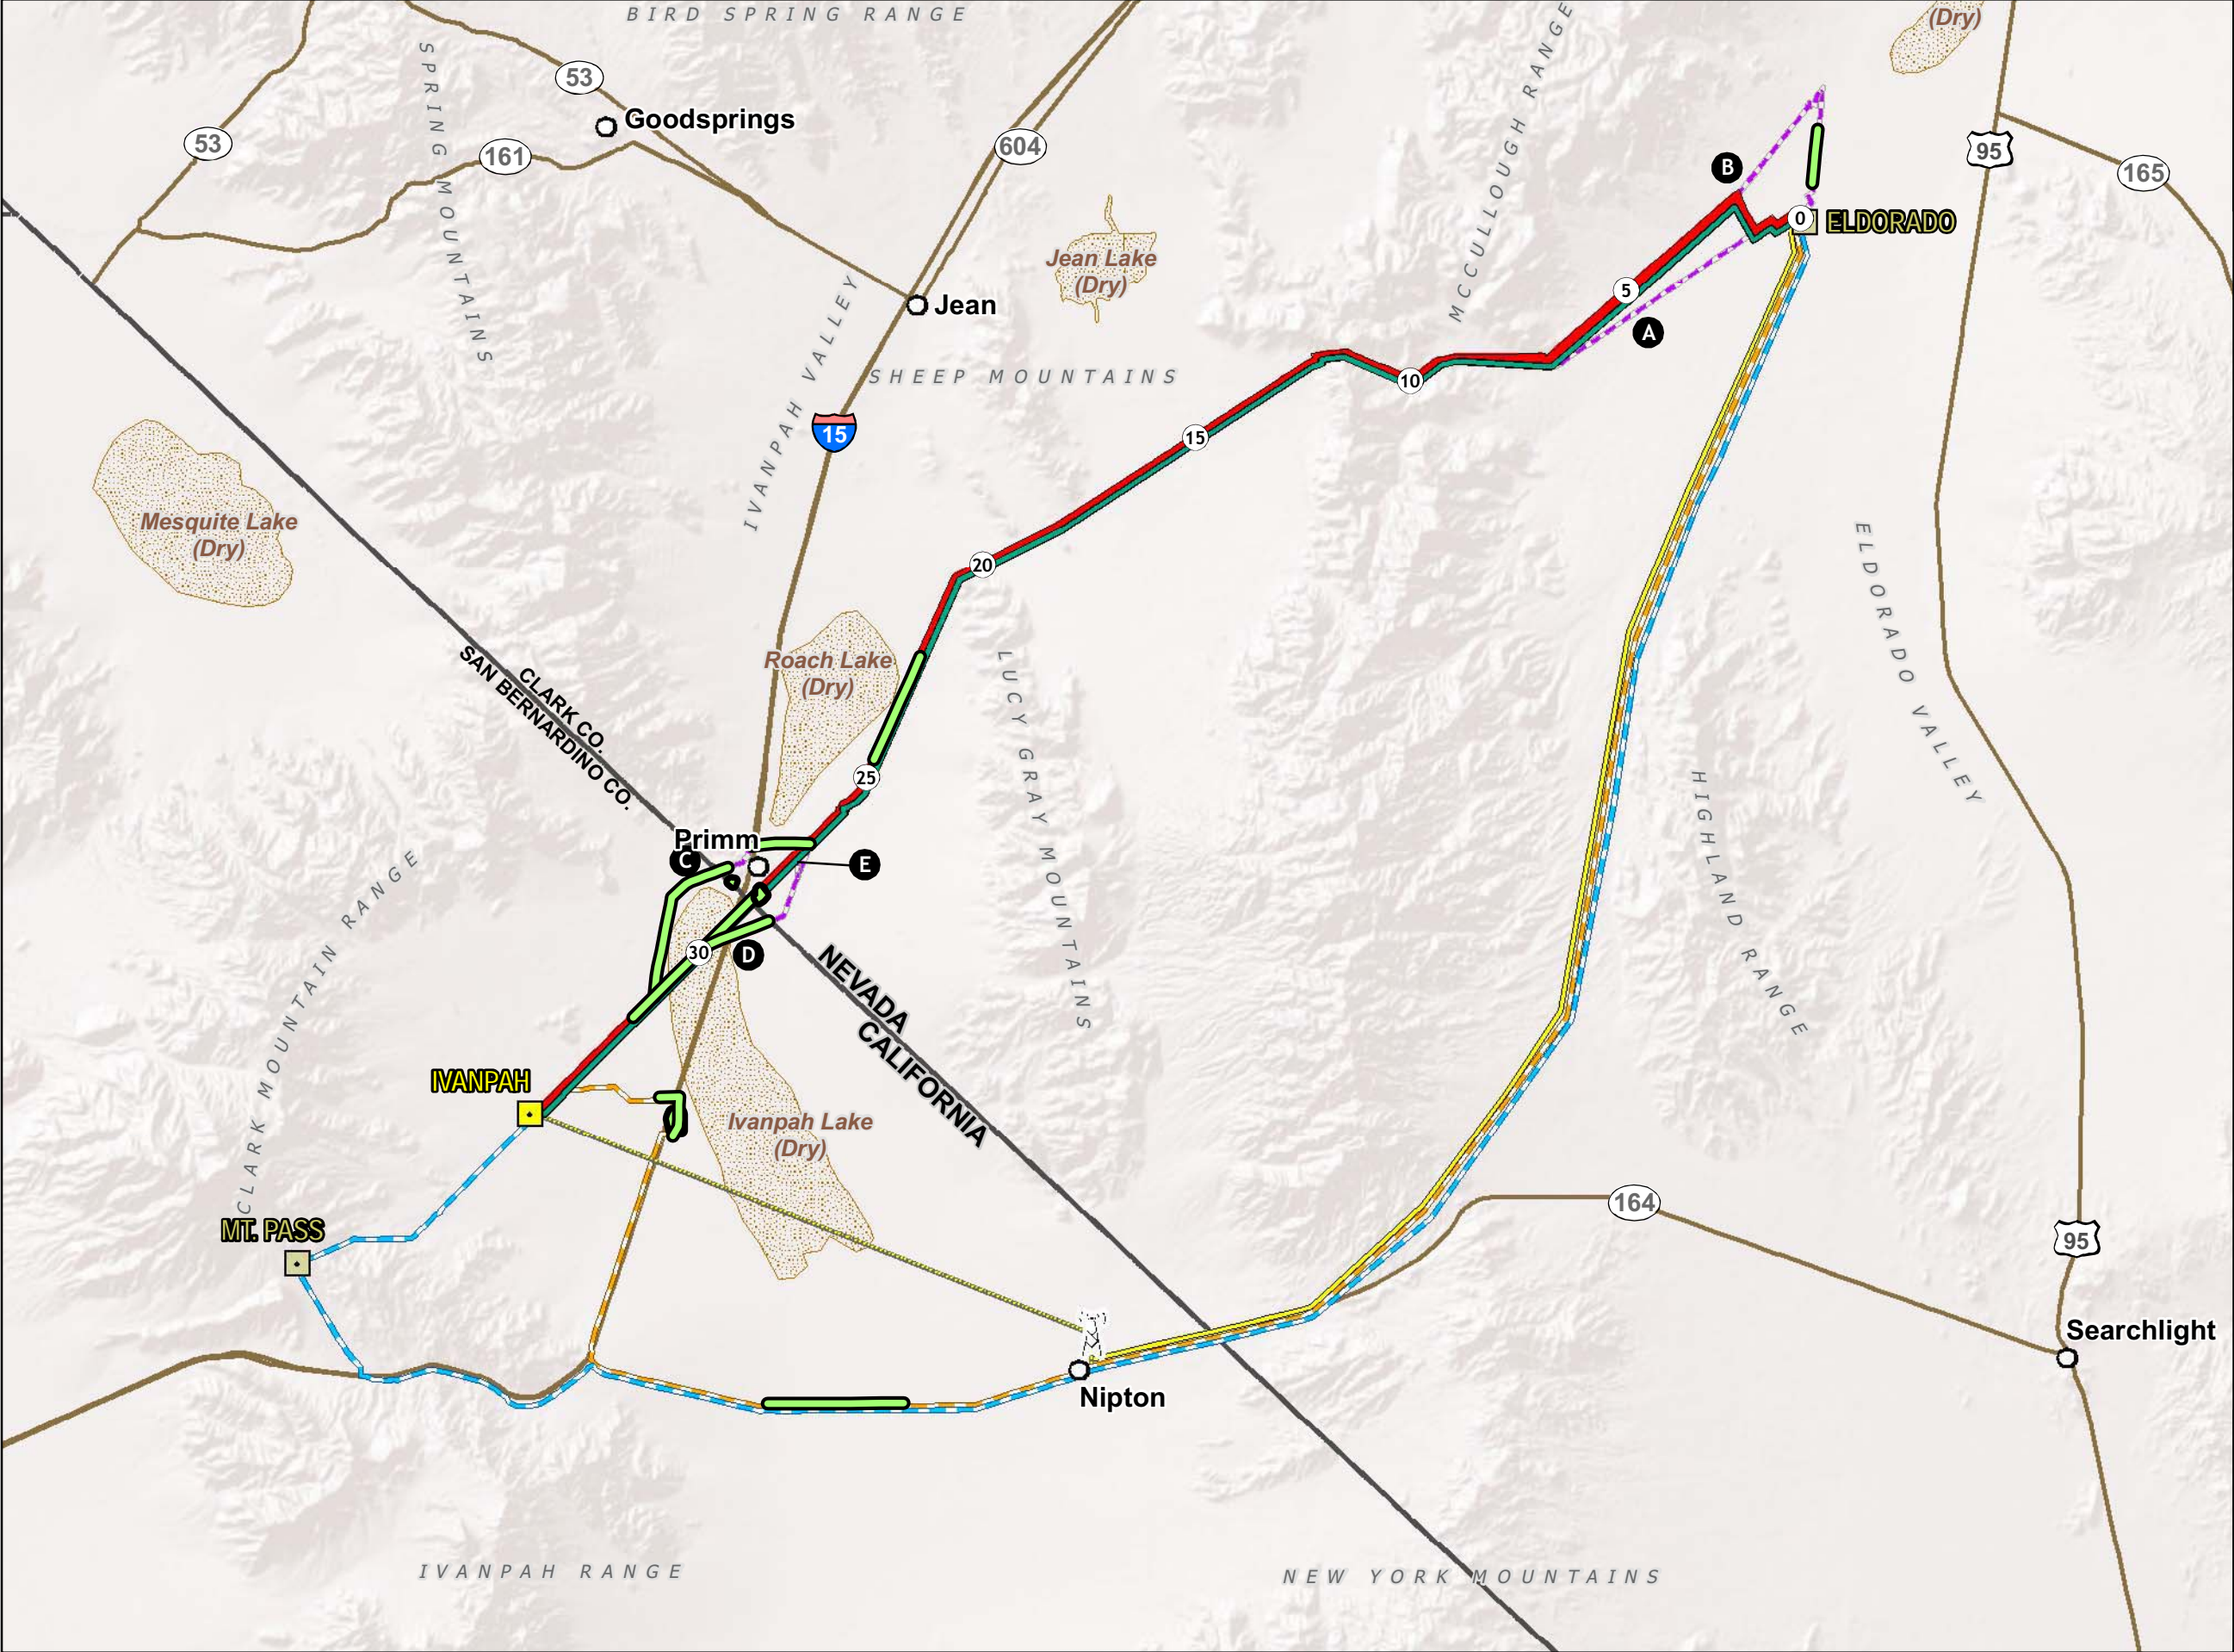 BIRD SPRING RANGE
(Dry)
SPRING MOUNTAINS
MCCULLOUGH RANGE
53
Goodsprings
53
161
604
95
165
B
0
ELDORADO
Jean Lake
(Dry)
Jean
5
A
IVANPAH VALLEY
SHEEP MOUNTAINS
10
15
15
Mesquite Lake
(Dry)
20
ELDORADO VALLEY
Roach Lake
(Dry)
LUCY GRAY MOUNTAINS
CLARK CO.
SAN BERNARDINO CO.
25
HIGHLAND RANGE
Primm
C
E
30
D
CLARK MOUNTAIN RANGE
NEVADA
CALIFORNIA
IVANPAH
Ivanpah Lake
(Dry)
MT. PASS
164
95
Searchlight
Nipton
IVANPAH RANGE
NEW YORK MOUNTAINS